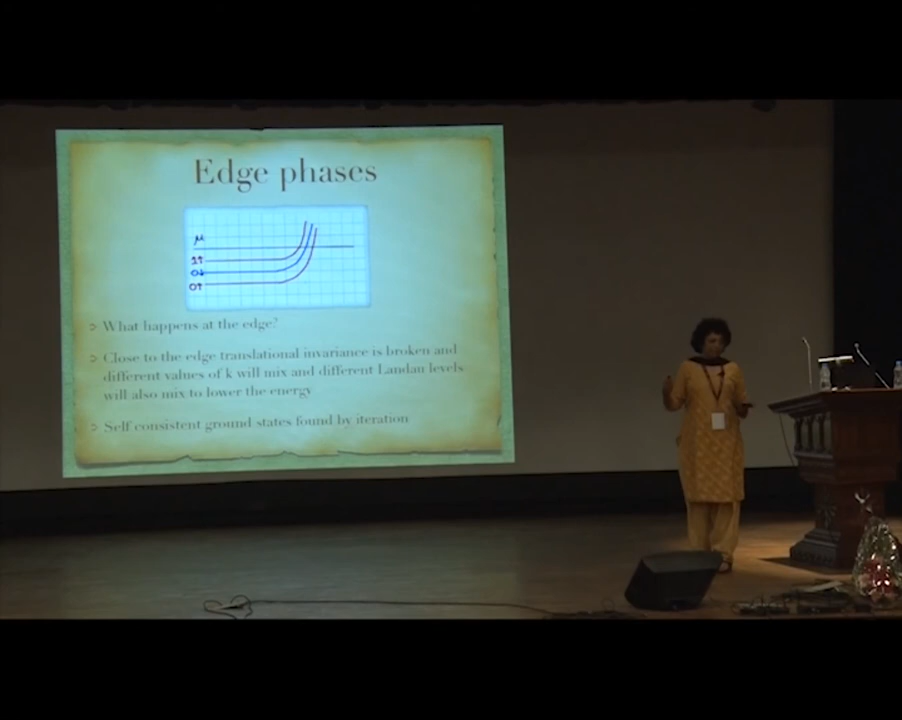 Edge phases
μ
1↑
0↓
0↑
What happens at the edge?
Close to the edge translational invariance is broken and
different values of k will mix and different Landau levels
will also mix to lower the energy
Self consistent ground states found by iteration